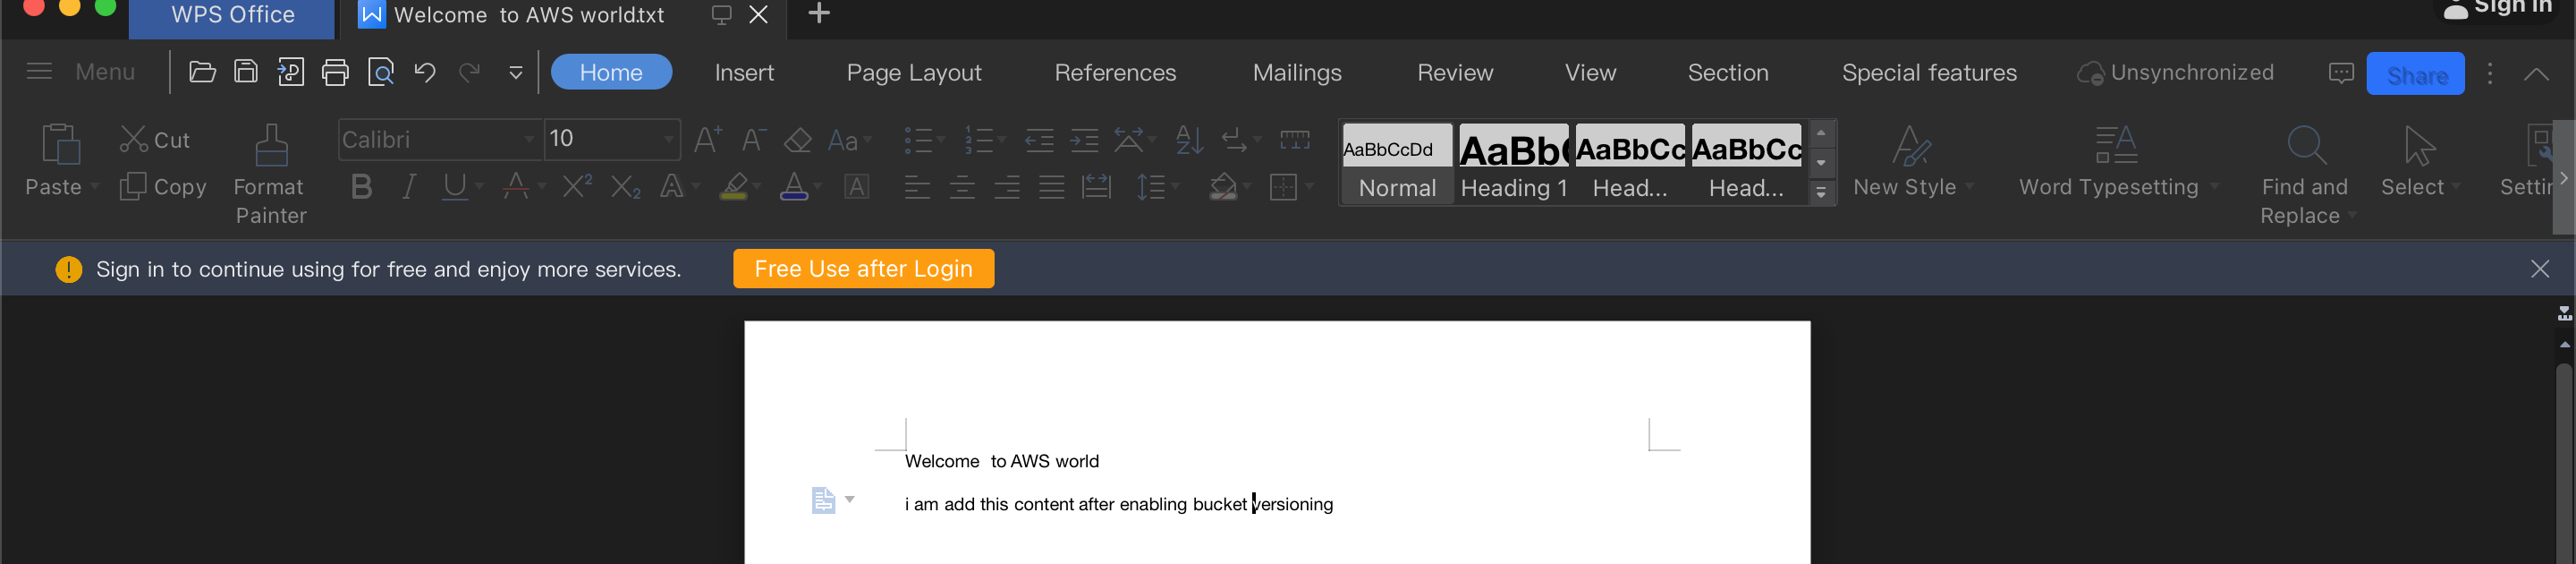 WPS Office
Welcome  to AWS world.txt
Sign in
Menu
Home
Insert
Page Layout
References
Mailings
Review
View
Section
Special features
Unsynchronized
Share
Paste
Cut
Copy
Format
Painter
Calibri
10
AaBbCcDd
Normal
AaBb
Heading 1
AaBbCc
Head...
AaBbCc
Head...
New Style
Word Typesetting
Find and
Replace
Select
Settin
Sign in to continue using for free and enjoy more services.
Free Use after Login
Welcome  to AWS world
i am add this content after enabling bucket versioning